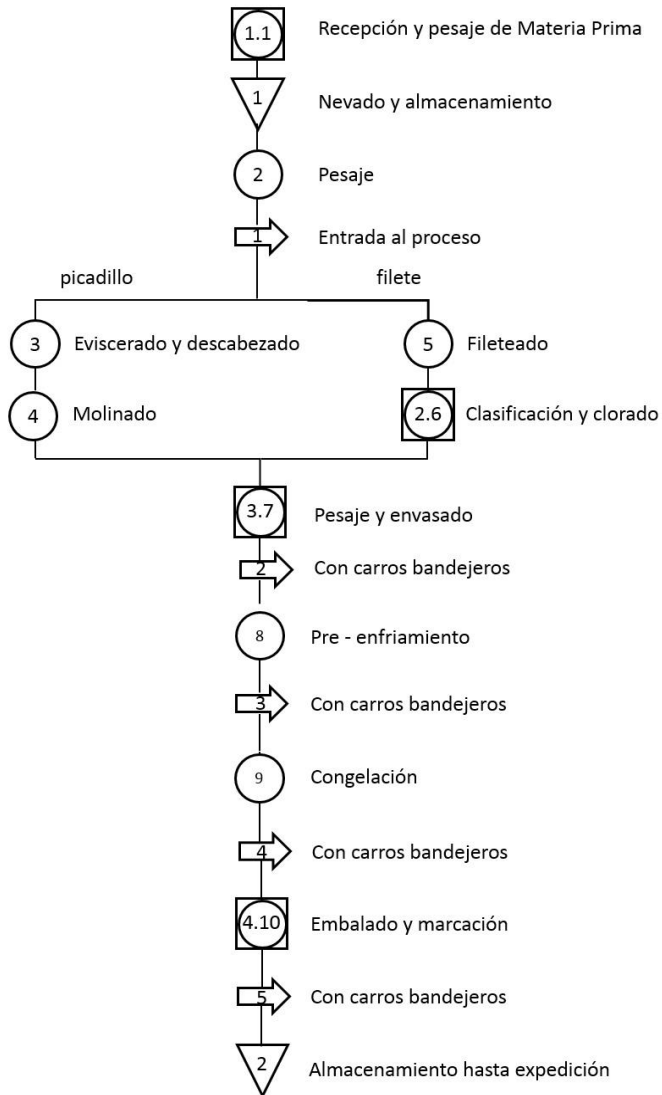 1.1 Recepción y pesaje de Materia Prima
1 Nevado y almacenamiento
2 Pesaje
1 Entrada al proceso
picadillo filete
3 Eviscerado y descabezado 5 Fileteado
4 Molinado 2.6 Clasificación y clorado
3.7 Pesaje y envasado
2 Con carros bandejeros
8 Pre - enfriamiento
3 Con carros bandejeros
9 Congelación
4 Con carros bandejeros
4.10 Embalado y marcación
5 Con carros bandejeros
2 Almacenamiento hasta expedición